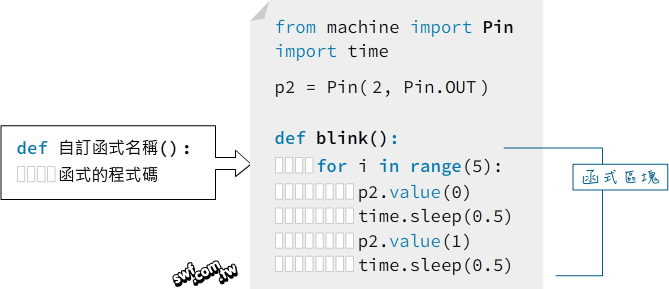 from machine import Pin
import time
p2 = Pin(2, Pin.OUT)
def blink():
for i in range(5):
p2.value(0)
time.sleep(0.5)
p2.value(1)
time.sleep(0.5)
def 自訂函式名稱():
函式的程式碼
函式區塊
swf.com.tw